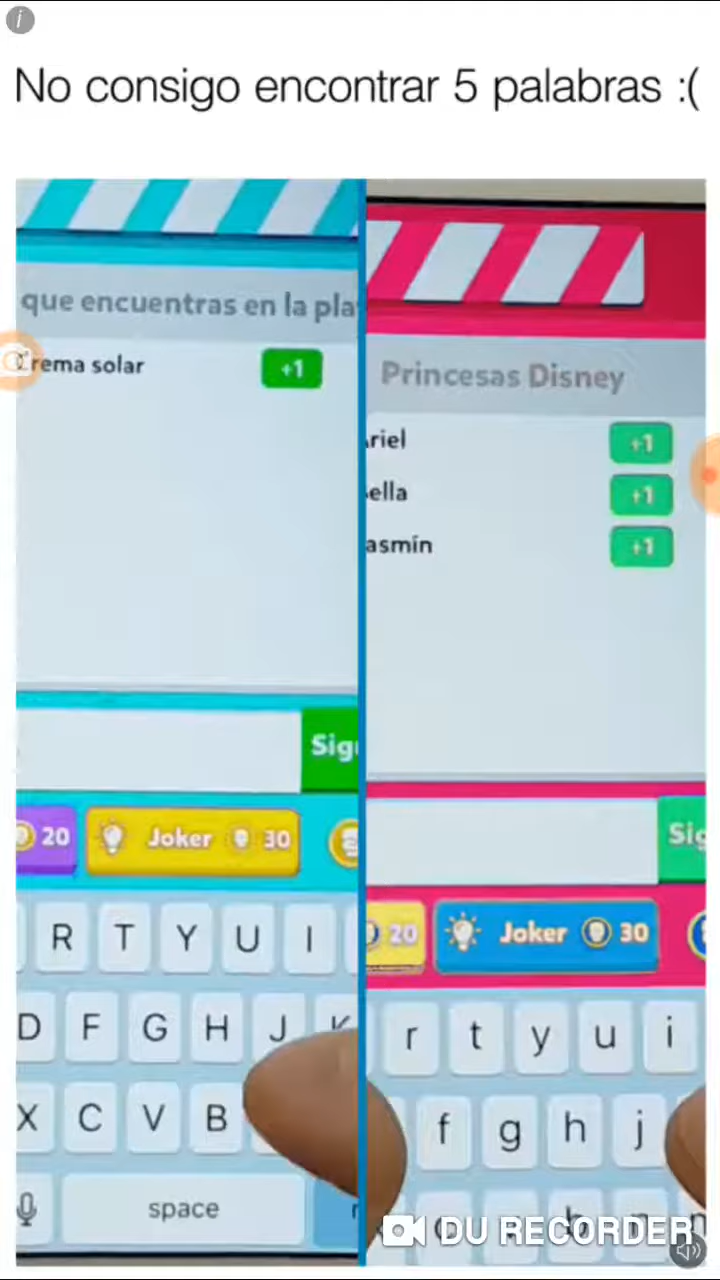 No consigo encontrar 5 palabras :(
que encuentras en la pla
Crema solar +1
Sig
20 Joker 30
R T Y U I
D F G H J K
X C V B
space
Princesas Disney
riel +1
ella +1
asmín +1
Sig
20 Joker 30
r t y u i
f g h j
DU RECORDER